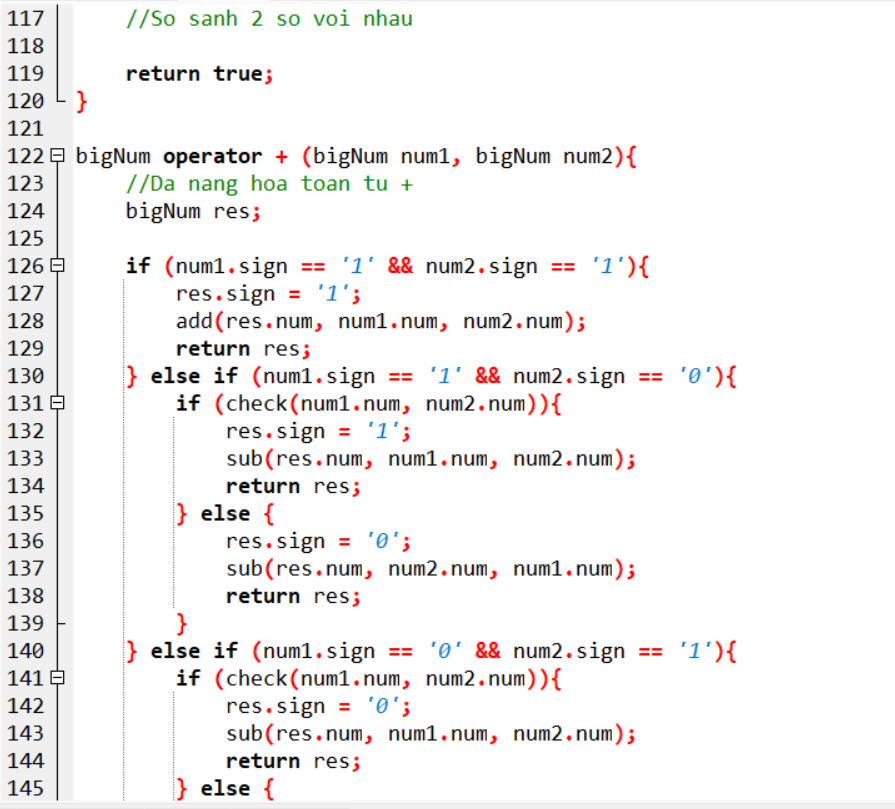 117 //So sanh 2 so voi nhau
118
119 return true;
120 }
121
122 bigNum operator + (bigNum num1, bigNum num2){
123 //Da nang hoa toan tu +
124 bigNum res;
125
126 if (num1.sign == '1' && num2.sign == '1'){
127 res.sign = '1';
128 add(res.num, num1.num, num2.num);
129 return res;
130 } else if (num1.sign == '1' && num2.sign == '0'){
131 if (check(num1.num, num2.num)){
132 res.sign = '1';
133 sub(res.num, num1.num, num2.num);
134 return res;
135 } else {
136 res.sign = '0';
137 sub(res.num, num2.num, num1.num);
138 return res;
139 }
140 } else if (num1.sign == '0' && num2.sign == '1'){
141 if (check(num1.num, num2.num)){
142 res.sign = '0';
143 sub(res.num, num1.num, num2.num);
144 return res;
145 } else {